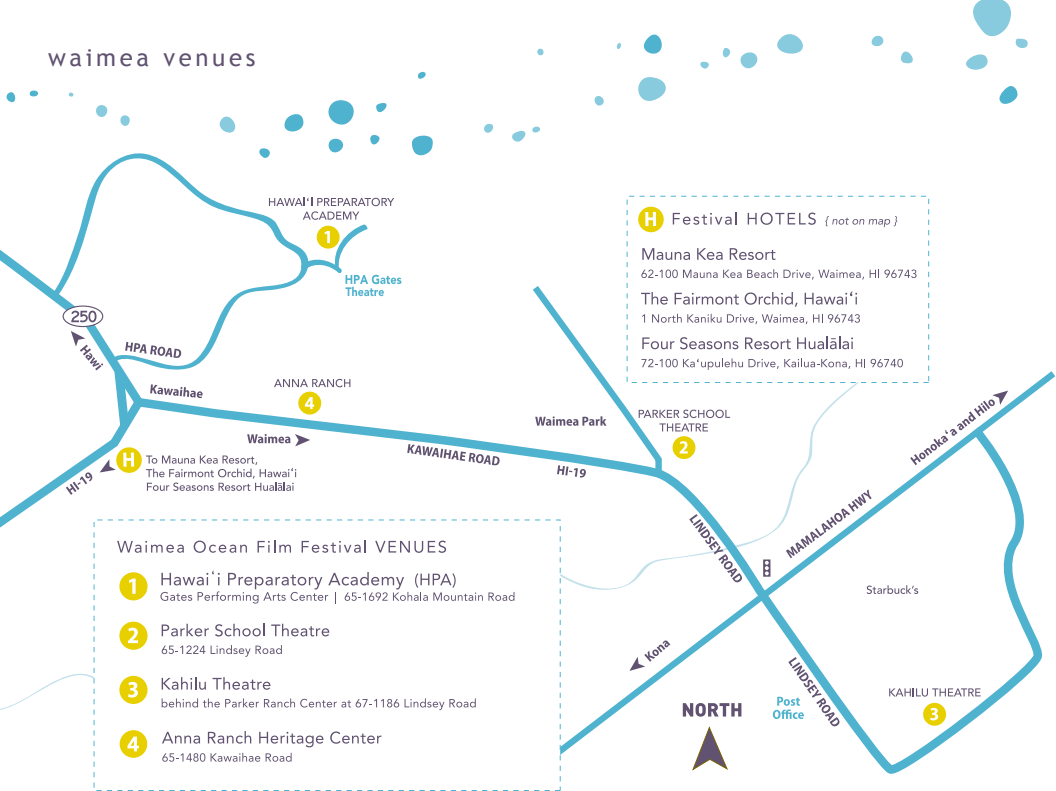 waimea venues
HAWAIʻI PREPARATORY
ACADEMY
1
HPA Gates
Theatre
H Festival HOTELS { not on map }
Mauna Kea Resort
62-100 Mauna Kea Beach Drive, Waimea, HI 96743
The Fairmont Orchid, Hawaiʻi
1 North Kaniku Drive, Waimea, HI 96743
Four Seasons Resort Hualālai
72-100 Kaʻupulehu Drive, Kailua-Kona, HI 96740
250
Hawi
HPA ROAD
Kawaihae
ANNA RANCH
4
Waimea
KAWAIHAE ROAD
HI-19
Waimea Park
PARKER SCHOOL
THEATRE
2
H
To Mauna Kea Resort,
The Fairmont Orchid, Hawaiʻi
Four Seasons Resort Hualālai
HI-19
Honokaʻa and Hilo
MAMALAHOA HWY
LINDSEY ROAD
Starbuck's
Kona
LINDSEY ROAD
Post
Office
NORTH
KAHILU THEATRE
3
Waimea Ocean Film Festival VENUES
1 Hawaiʻi Preparatory Academy (HPA)
Gates Performing Arts Center | 65-1692 Kohala Mountain Road
2 Parker School Theatre
65-1224 Lindsey Road
3 Kahilu Theatre
behind the Parker Ranch Center at 67-1186 Lindsey Road
4 Anna Ranch Heritage Center
65-1480 Kawaihae Road